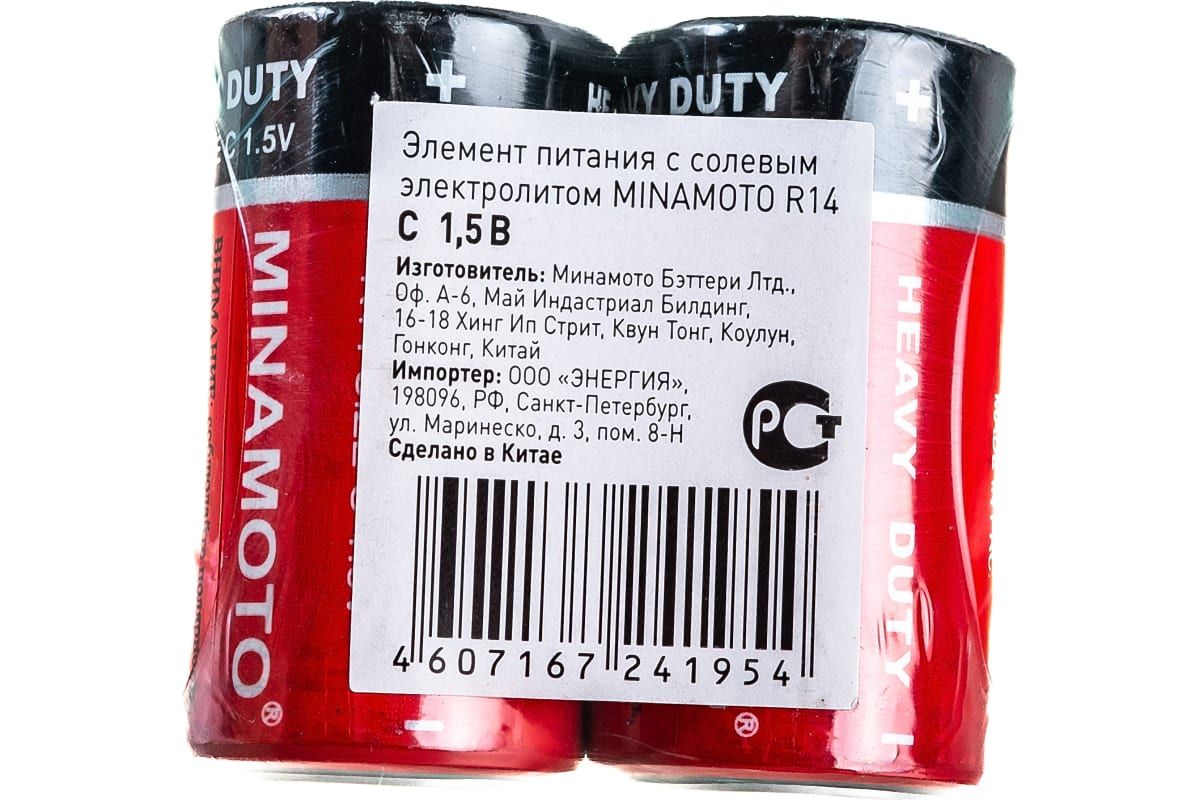 DUTY
+
C 1.5V
HEAVY DUTY
+
Элемент питания с солевым
электролитом MINAMOTO R14
C 1,5 В
Изготовитель: Минамото Бэттери Лтд.,
Оф. А-6, Май Индастриал Билдинг,
16-18 Хинг Ип Стрит, Квун Тонг, Коулун,
Гонконг, Китай
Импортер: ООО «ЭНЕРГИЯ»,
198096, РФ, Санкт-Петербург,
ул. Маринеско, д. 3, пом. 8-Н
Сделано в Китае
РСТ
4 607167 241954
MINAMOTO®
HEAVY DUTY
ВНИМАНИЕ:
®